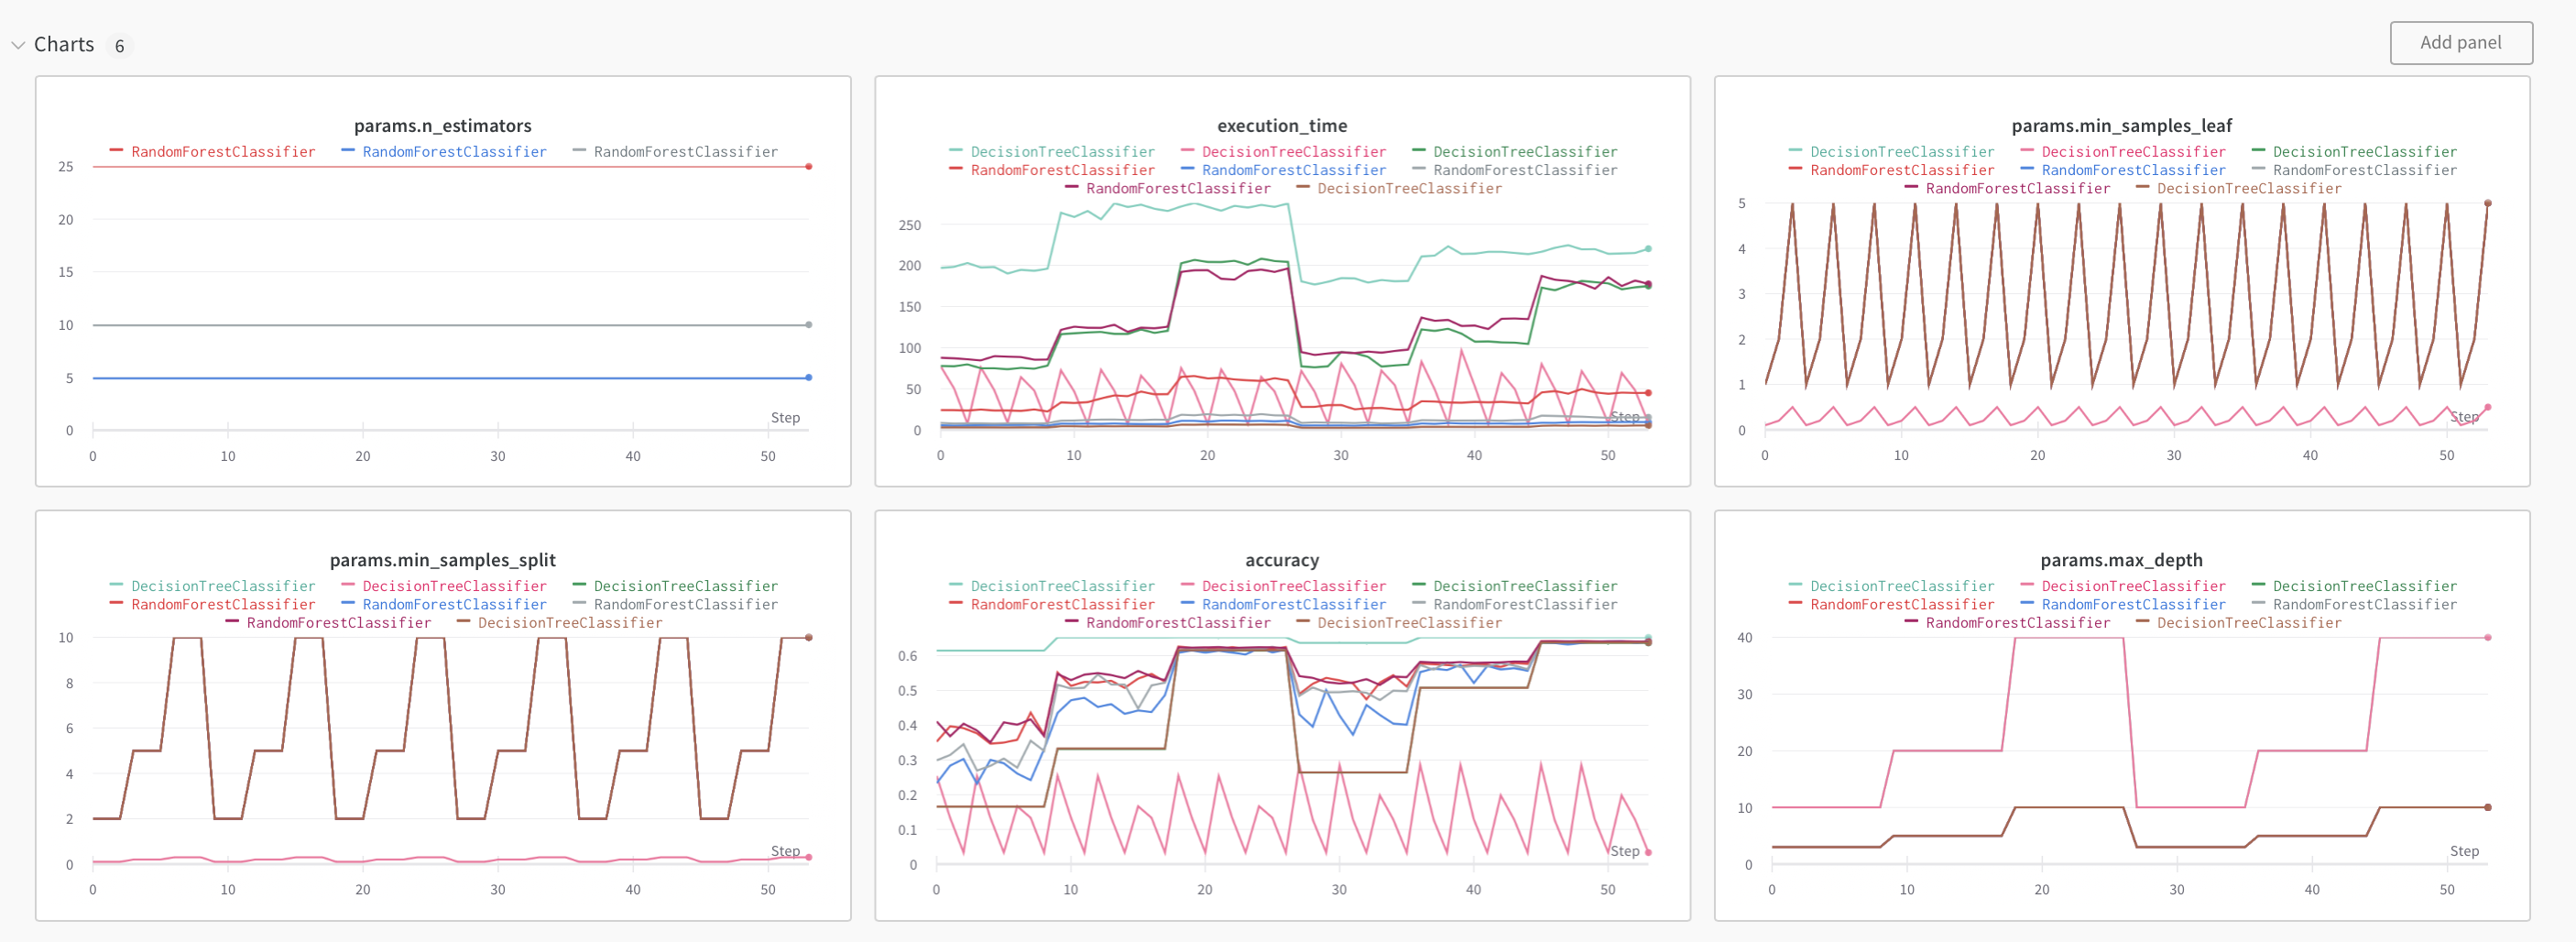 Charts 6
Add panel
params.n_estimators
RandomForestClassifier RandomForestClassifier RandomForestClassifier
25
20
15
10
5
0
Step
0 10 20 30 40 50
execution_time
DecisionTreeClassifier DecisionTreeClassifier DecisionTreeClassifier
RandomForestClassifier RandomForestClassifier RandomForestClassifier
RandomForestClassifier DecisionTreeClassifier
250
200
150
100
50
0
Step
0 10 20 30 40 50
params.min_samples_leaf
DecisionTreeClassifier DecisionTreeClassifier DecisionTreeClassifier
RandomForestClassifier RandomForestClassifier RandomForestClassifier
RandomForestClassifier DecisionTreeClassifier
5
4
3
2
1
0
Step
0 10 20 30 40 50
params.min_samples_split
DecisionTreeClassifier DecisionTreeClassifier DecisionTreeClassifier
RandomForestClassifier RandomForestClassifier RandomForestClassifier
RandomForestClassifier DecisionTreeClassifier
10
8
6
4
2
0
Step
0 10 20 30 40 50
accuracy
DecisionTreeClassifier DecisionTreeClassifier DecisionTreeClassifier
RandomForestClassifier RandomForestClassifier RandomForestClassifier
RandomForestClassifier DecisionTreeClassifier
0.6
0.5
0.4
0.3
0.2
0.1
0
Step
0 10 20 30 40 50
params.max_depth
DecisionTreeClassifier DecisionTreeClassifier DecisionTreeClassifier
RandomForestClassifier RandomForestClassifier RandomForestClassifier
RandomForestClassifier DecisionTreeClassifier
40
30
20
10
0
Step
0 10 20 30 40 50